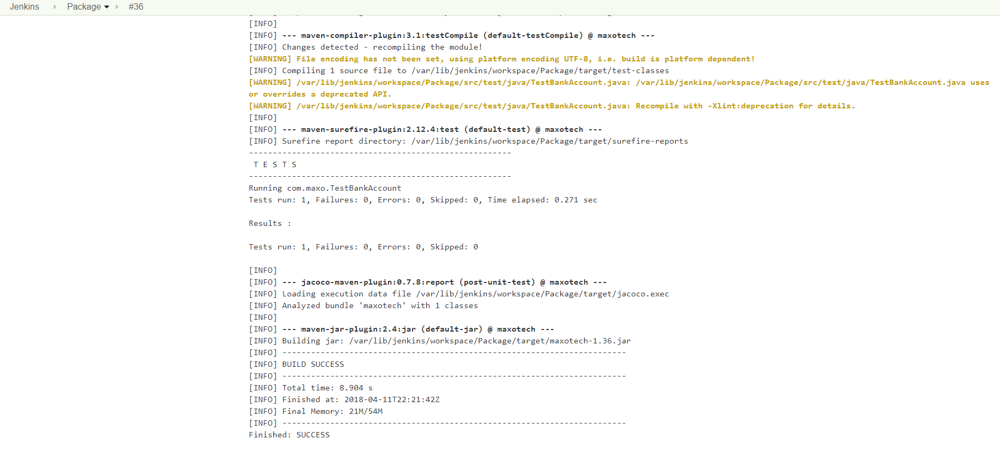 Jenkins Package #36
[INFO]
[INFO] --- maven-compiler-plugin:3.1:testCompile (default-testCompile) @ maxotech ---
[INFO] Changes detected - recompiling the module!
[WARNING] File encoding has not been set, using platform encoding UTF-8, i.e. build is platform dependent!
[INFO] Compiling 1 source file to /var/lib/jenkins/workspace/Package/target/test-classes
[WARNING] /var/lib/jenkins/workspace/Package/src/test/java/TestBankAccount.java: /var/lib/jenkins/workspace/Package/src/test/java/TestBankAccount.java uses
or overrides a deprecated API.
[WARNING] /var/lib/jenkins/workspace/Package/src/test/java/TestBankAccount.java: Recompile with -Xlint:deprecation for details.
[INFO]
[INFO] --- maven-surefire-plugin:2.12.4:test (default-test) @ maxotech ---
[INFO] Surefire report directory: /var/lib/jenkins/workspace/Package/target/surefire-reports
-------------------------------------------------------
T E S T S
-------------------------------------------------------
Running com.maxo.TestBankAccount
Tests run: 1, Failures: 0, Errors: 0, Skipped: 0, Time elapsed: 0.271 sec
Results :
Tests run: 1, Failures: 0, Errors: 0, Skipped: 0
[INFO]
[INFO] --- jacoco-maven-plugin:0.7.8:report (post-unit-test) @ maxotech ---
[INFO] Loading execution data file /var/lib/jenkins/workspace/Package/target/jacoco.exec
[INFO] Analyzed bundle 'maxotech' with 1 classes
[INFO]
[INFO] --- maven-jar-plugin:2.4:jar (default-jar) @ maxotech ---
[INFO] Building jar: /var/lib/jenkins/workspace/Package/target/maxotech-1.36.jar
[INFO] ------------------------------------------------------------------------
[INFO] BUILD SUCCESS
[INFO] ------------------------------------------------------------------------
[INFO] Total time: 8.904 s
[INFO] Finished at: 2018-04-11T22:21:42Z
[INFO] Final Memory: 21M/54M
[INFO] ------------------------------------------------------------------------
Finished: SUCCESS